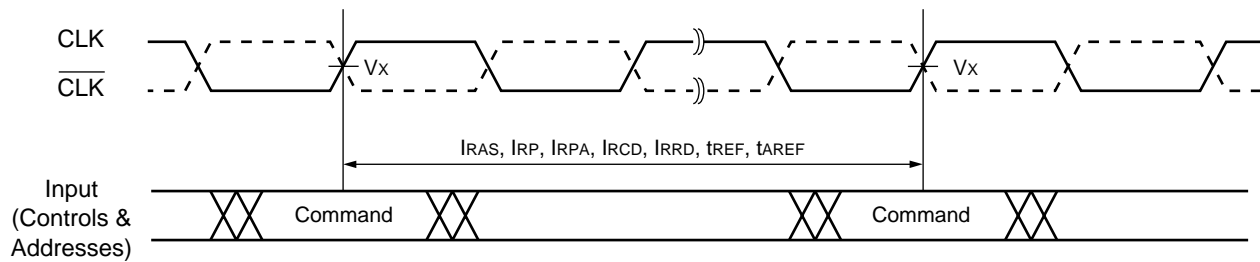 CLK
Vx
Vx
CLK
IRAS, IRP, IRPA, IRCD, IRRD, tREF, tAREF
Input
(Controls &
Addresses)
Command
Command